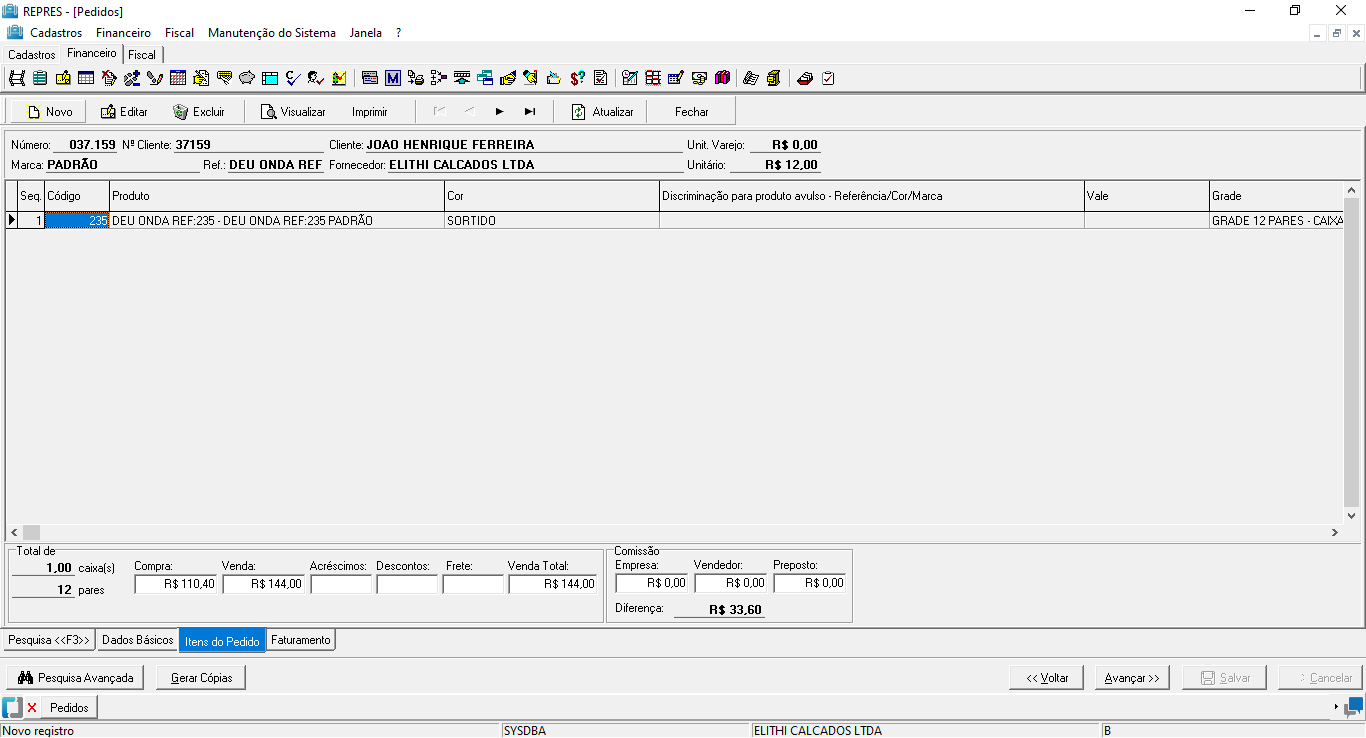 REPRES - [Pedidos]
Cadastros Financeiro Fiscal Manutenção do Sistema Janela ?
Cadastros Financeiro Fiscal
Novo Editar Excluir Visualizar Imprimir Atualizar Fechar
Número: 037.159 Nº Cliente: 37159 Cliente: JOAO HENRIQUE FERREIRA Unit. Varejo: R$ 0,00
Marca: PADRÃO Ref.: DEU ONDA REF Fornecedor: ELITHI CALCADOS LTDA Unitário: R$ 12,00
Seq. Código Produto Cor Discriminação para produto avulso - Referência/Cor/Marca Vale Grade
1 235 DEU ONDA REF:235 - DEU ONDA REF:235 PADRÃO SORTIDO GRADE 12 PARES - CAIXA
Total de Comissão
1,00 caixa(s) Compra: Venda: Acréscimos: Descontos: Frete: Venda Total: Empresa: Vendedor: Preposto:
12 pares R$ 110,40 R$ 144,00 R$ 144,00 R$ 0,00 R$ 0,00 R$ 0,00
Diferença: R$ 33,60
Pesquisa <<F3>> Dados Básicos Itens do Pedido Faturamento
Pesquisa Avançada Gerar Cópias << Voltar Avançar >> Salvar Cancelar
Pedidos
Novo registro SYSDBA ELITHI CALCADOS LTDA B